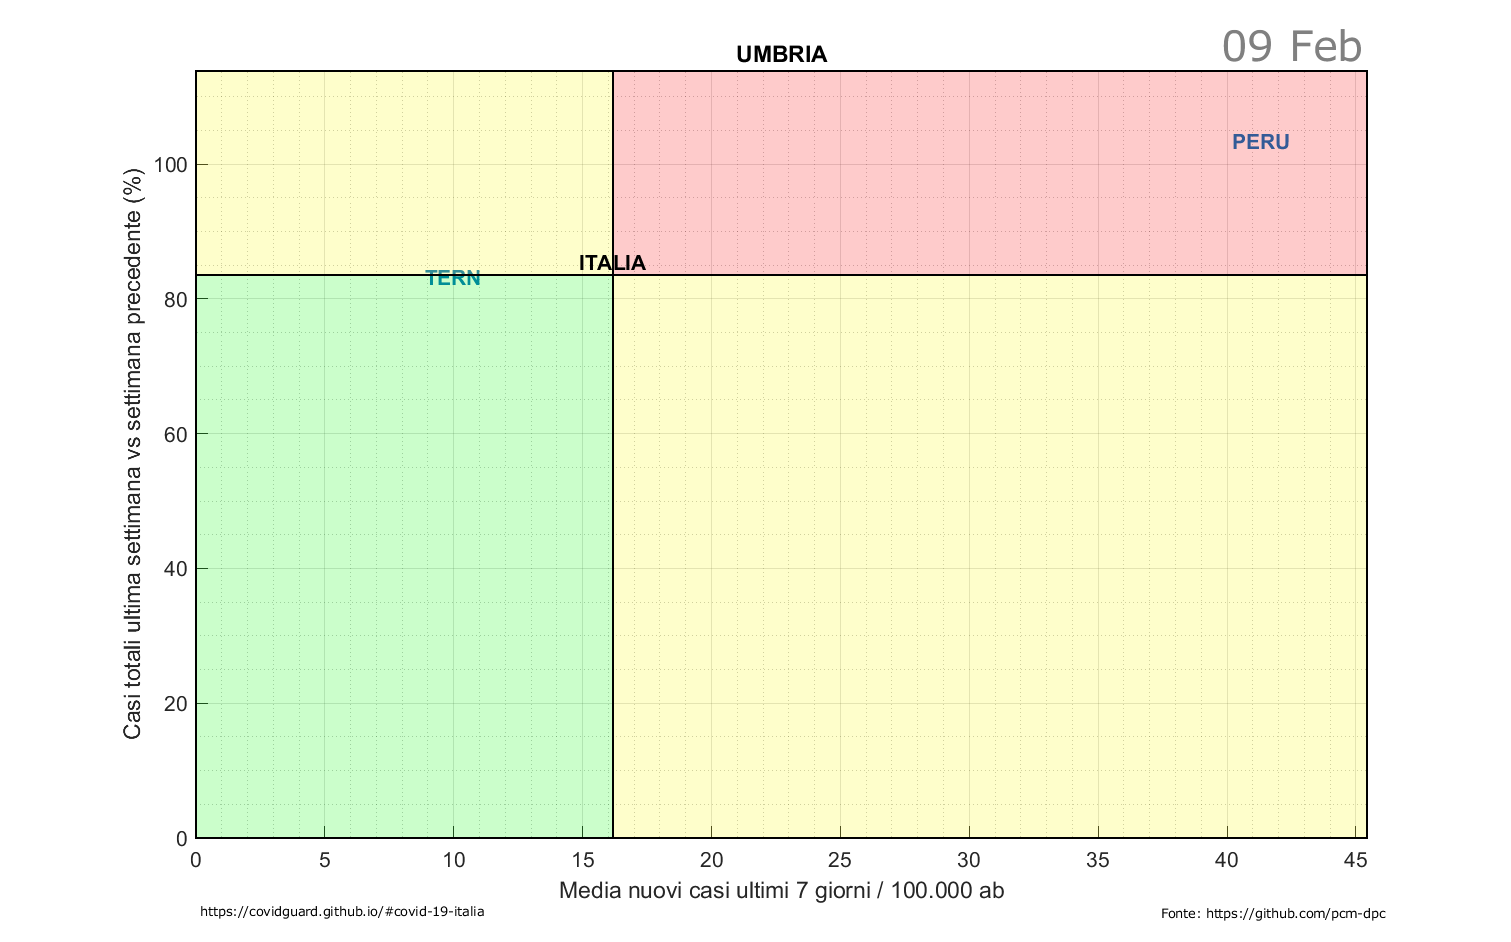 09 Feb
UMBRIA
PERU
ITALIA
TERN
Casi totali ultima settimana vs settimana precedente (%)
100
80
60
40
20
0
0 5 10 15 20 25 30 35 40 45
Media nuovi casi ultimi 7 giorni / 100.000 ab
https://covidguard.github.io/#covid-19-italia
Fonte: https://github.com/pcm-dpc